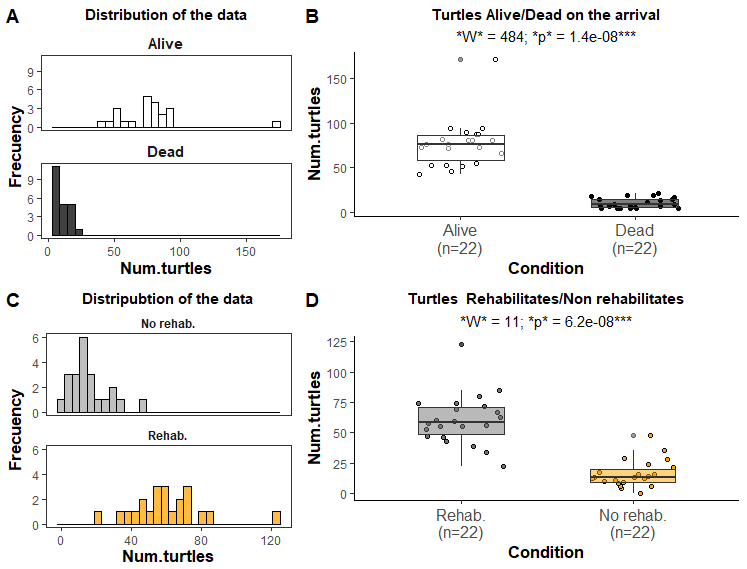 A Distribution of the data
Alive
9
6
3
0
Dead
9
6
3
0
0 50 100 150
Frecuency
Num.turtles
B Turtles Alive/Dead on the arrival
*W* = 484; *p* = 1.4e-08***
150
100
50
0
Num.turtles
Alive Dead
(n=22) (n=22)
Condition
C Distripubtion of the data
No rehab.
6
4
2
0
Rehab.
6
4
2
0
0 40 80 120
Frecuency
Num.turtles
D Turtles  Rehabilitates/Non rehabilitates
*W* = 11; *p* = 6.2e-08***
125
100
75
50
25
0
Num.turtles
Rehab. No rehab.
(n=22) (n=22)
Condition